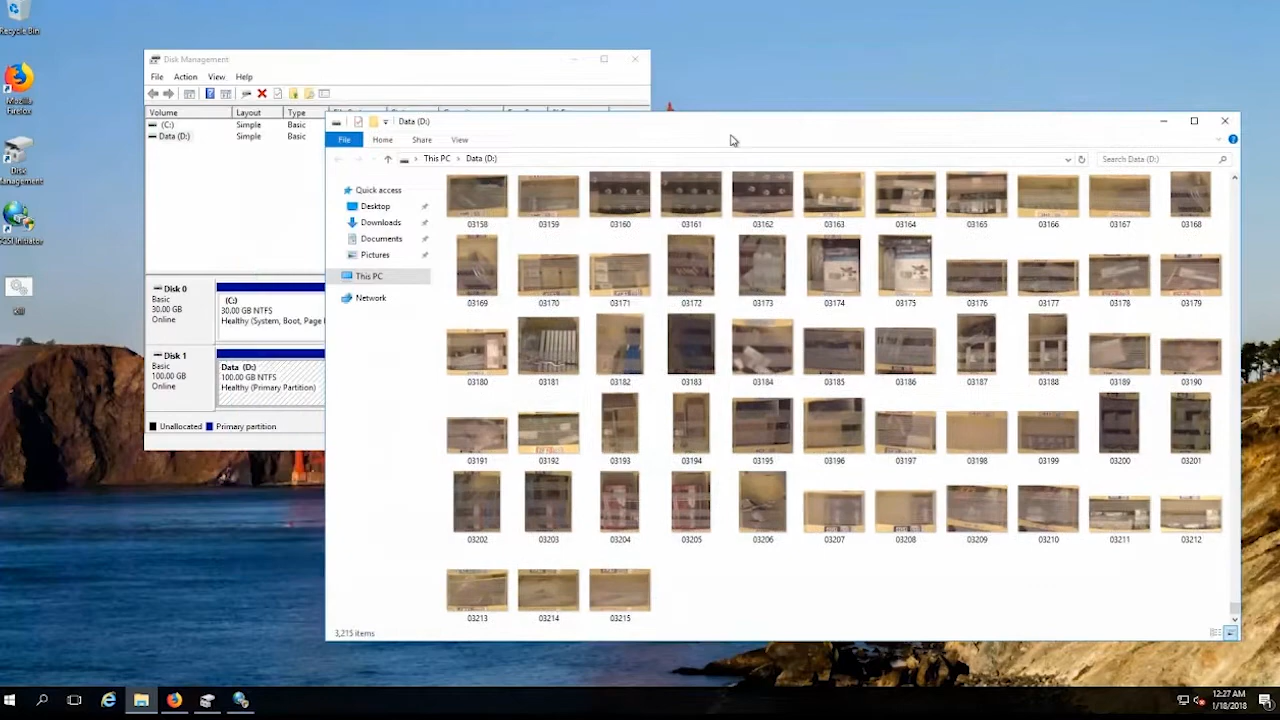 Recycle Bin
Mozilla
Firefox
Disk
Management
iSCSI Initiator
Disk Management
File Action View Help
Volume Layout Type
(C:) Simple Basic
Data (D:) Simple Basic
Disk 0
Basic
30.00 GB
Online
(C:)
30.00 GB NTFS
Healthy (System, Boot, Page
Disk 1
Basic
100.00 GB
Online
Data (D:)
100.00 GB NTFS
Healthy (Primary Partition)
Unallocated Primary partition
Data (D:)
File Home Share View
This PC > Data (D:)
Search Data (D:)
Quick access
Desktop
Downloads
Documents
Pictures
This PC
Network
03158 03159 03160 03161 03162 03163 03164 03165 03166 03167 03168
03169 03170 03171 03172 03173 03174 03175 03176 03177 03178 03179
03180 03181 03182 03183 03184 03185 03186 03187 03188 03189 03190
03191 03192 03193 03194 03195 03196 03197 03198 03199 03200 03201
03202 03203 03204 03205 03206 03207 03208 03209 03210 03211 03212
03213 03214 03215
3,215 items
12:27 AM
1/18/2018